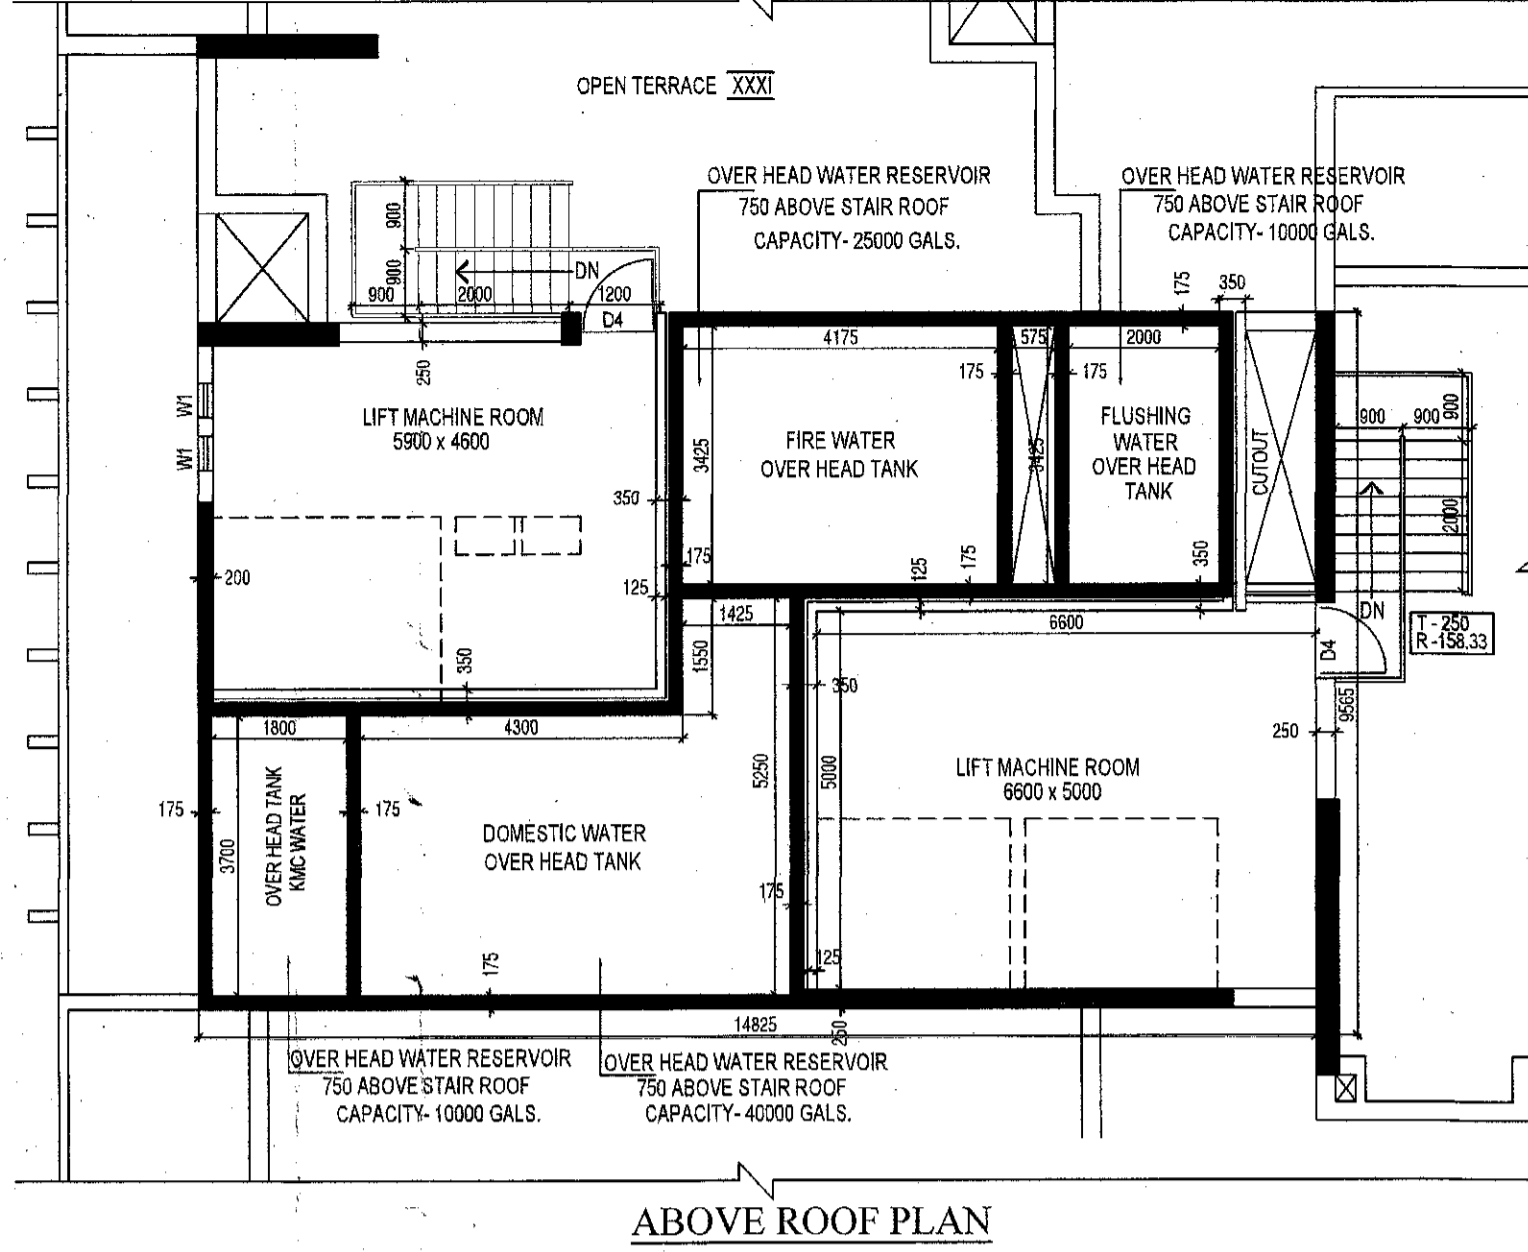 OPEN TERRACE XXXI
OVER HEAD WATER RESERVOIR
750 ABOVE STAIR ROOF
CAPACITY- 25000 GALS.
OVER HEAD WATER RESERVOIR
750 ABOVE STAIR ROOF
CAPACITY- 10000 GALS.
900
900
DN
900
2000
1200
D4
250
175
350
4175
575
2000
175
175
W1
W1
LIFT MACHINE ROOM
5900 x 4600
3425
FIRE WATER
OVER HEAD TANK
3425
FLUSHING
WATER
OVER HEAD
TANK
CUTOUT
900
900
900
2000
DN
T - 250
R -158.33
D4
350
175
125
200
125
175
350
1425
1550
6600
350
350
9565
250
1800
4300
5250
5000
LIFT MACHINE ROOM
6600 x 5000
175
175
3700
OVER HEAD TANK
KMC WATER
DOMESTIC WATER
OVER HEAD TANK
175
175
125
14825
250
OVER HEAD WATER RESERVOIR
750 ABOVE STAIR ROOF
CAPACITY- 10000 GALS.
OVER HEAD WATER RESERVOIR
750 ABOVE STAIR ROOF
CAPACITY- 40000 GALS.
ABOVE ROOF PLAN